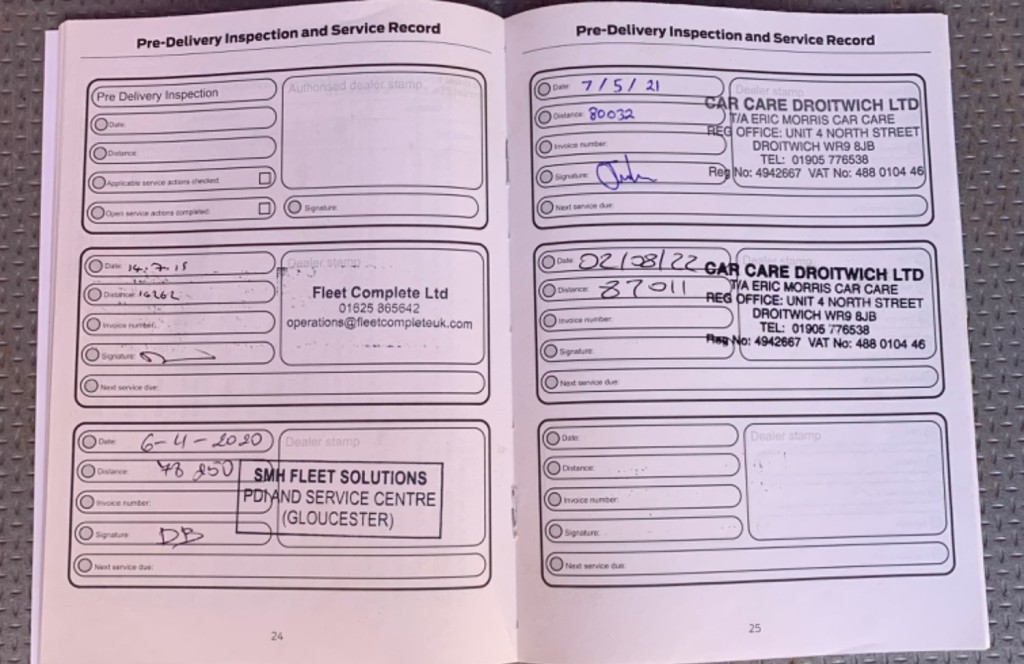 Pre-Delivery Inspection and Service Record
Pre Delivery Inspection
Authorised dealer stamp
Date:
Distance:
Applicable service actions checked:
Open service actions completed:
Signature:
Date: 14.7.15
Dealer stamp
Distance: 16262
Fleet Complete Ltd
01625 865642
operations@fleetcompleteuk.com
Invoice number:
Signature:
Next service due:
Date: 6-4-2020
Dealer stamp
Distance: 78 250
SMH FLEET SOLUTIONS
PDI AND SERVICE CENTRE
(GLOUCESTER)
Invoice number:
Signature: DB
Next service due:
24
Pre-Delivery Inspection and Service Record
Date: 7/5/21
Dealer stamp
Distance: 80032
CAR CARE DROITWICH LTD
T/A ERIC MORRIS CAR CARE
REG OFFICE: UNIT 4 NORTH STREET
DROITWICH WR9 8JB
TEL: 01905 776538
Reg No: 4942667 VAT No: 488 0104 46
Invoice number:
Signature:
Next service due:
Date: 02/08/22
Dealer stamp
Distance: 87011
CAR CARE DROITWICH LTD
T/A ERIC MORRIS CAR CARE
REG OFFICE: UNIT 4 NORTH STREET
DROITWICH WR9 8JB
TEL: 01905 776538
Reg No: 4942667 VAT No: 488 0104 46
Invoice number:
Signature:
Next service due:
Date:
Dealer stamp
Distance:
Invoice number:
Signature:
Next service due:
25